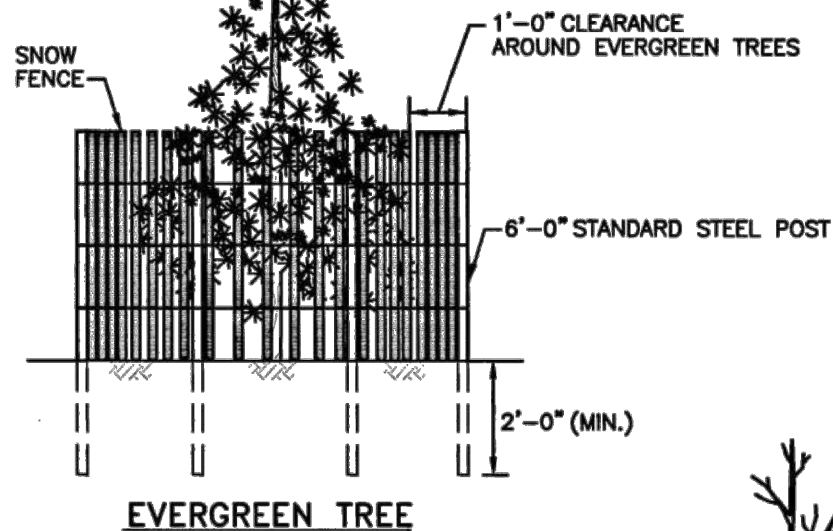 1'-0" CLEARANCE
AROUND EVERGREEN TREES
SNOW
FENCE
6'-0" STANDARD STEEL POST
2'-0" (MIN.)
EVERGREEN TREE